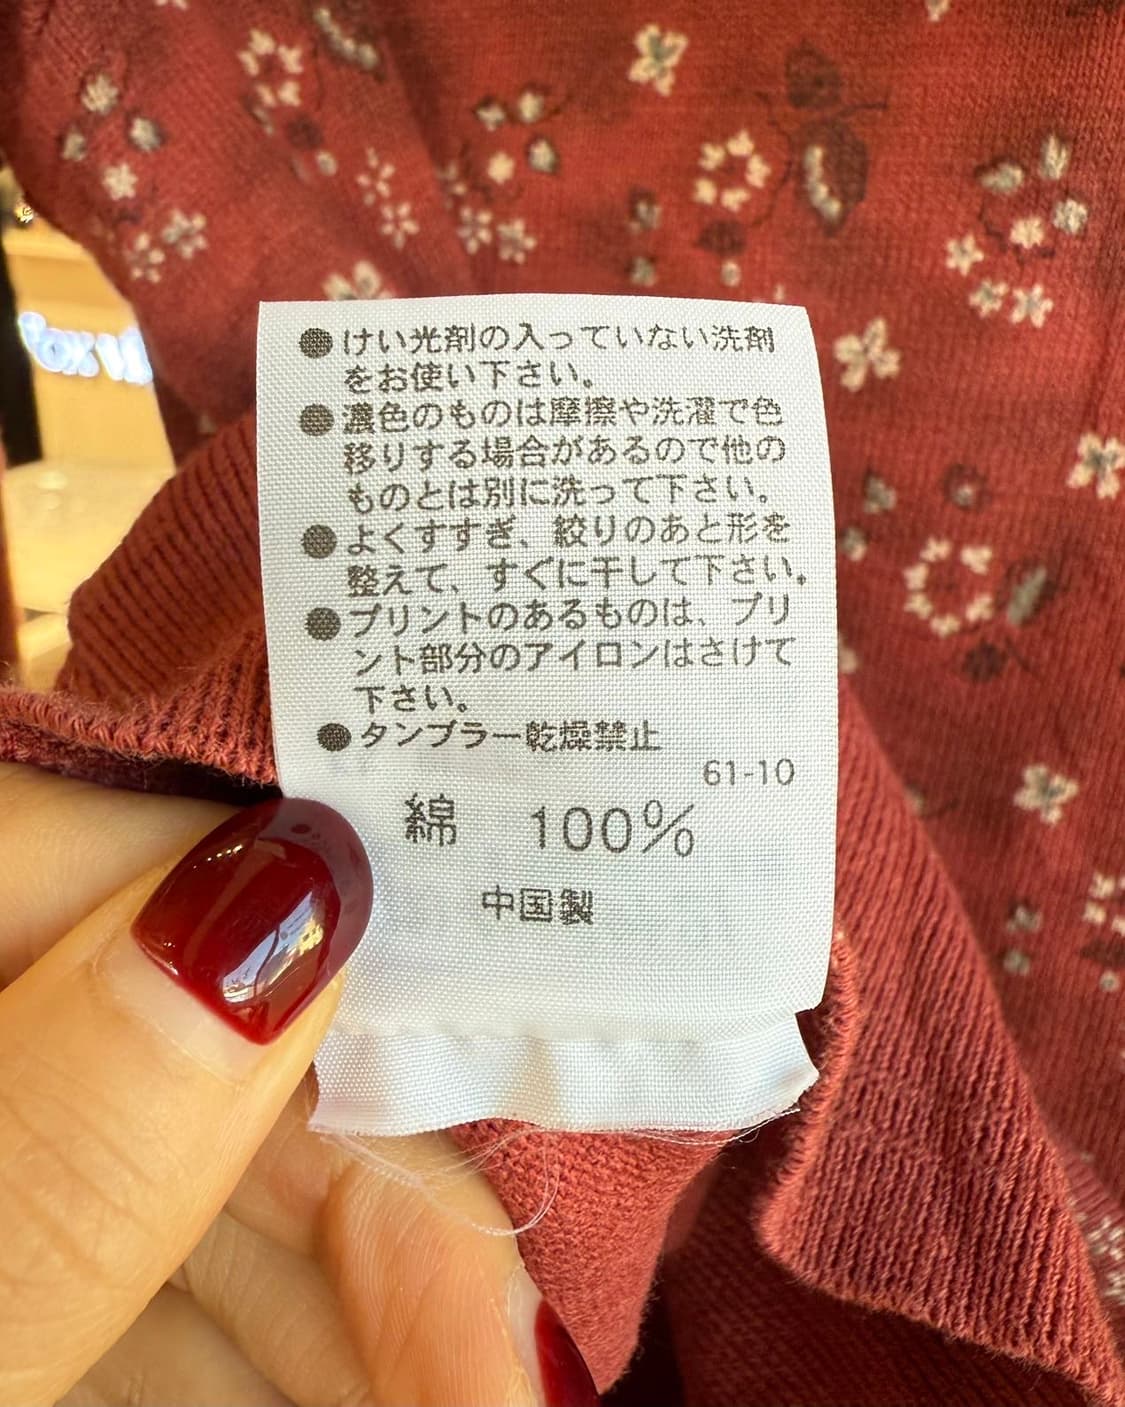 ●けい光剤の入っていない洗剤
をお使い下さい。
●濃色のものは摩擦や洗濯で色
移りする場合があるので他の
ものとは別に洗って下さい。
●よくすすぎ、絞りのあと形を
整えて、すぐに干して下さい。
●プリントのあるものは、プリ
ント部分のアイロンはさけて
下さい。
●タンブラー乾燥禁止
61-10
綿 100%
中国製